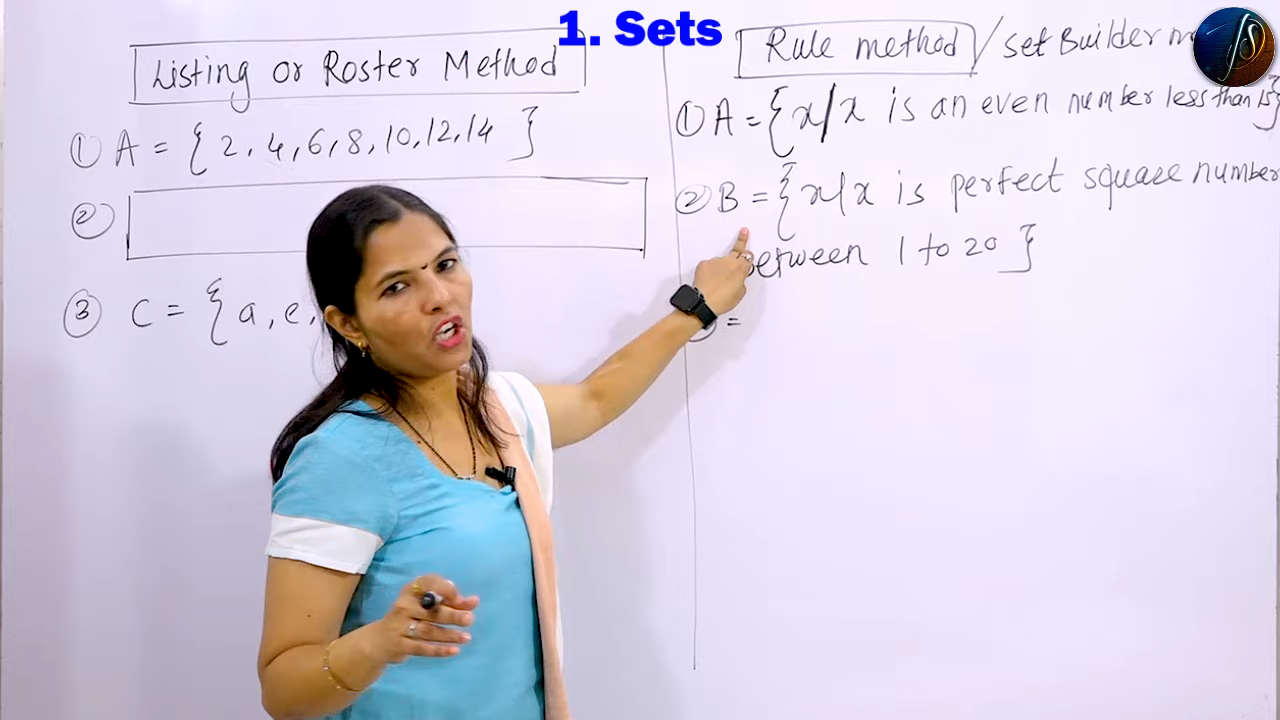 1. Sets
Listing or Roster Method
① A = { 2, 4, 6, 8, 10, 12, 14 }
②
③ C = { a, e,
Rule method / set Builder
① A = { x/x is an even number less than 15}
② B = { x/x is perfect square number
between 1 to 20 }
=